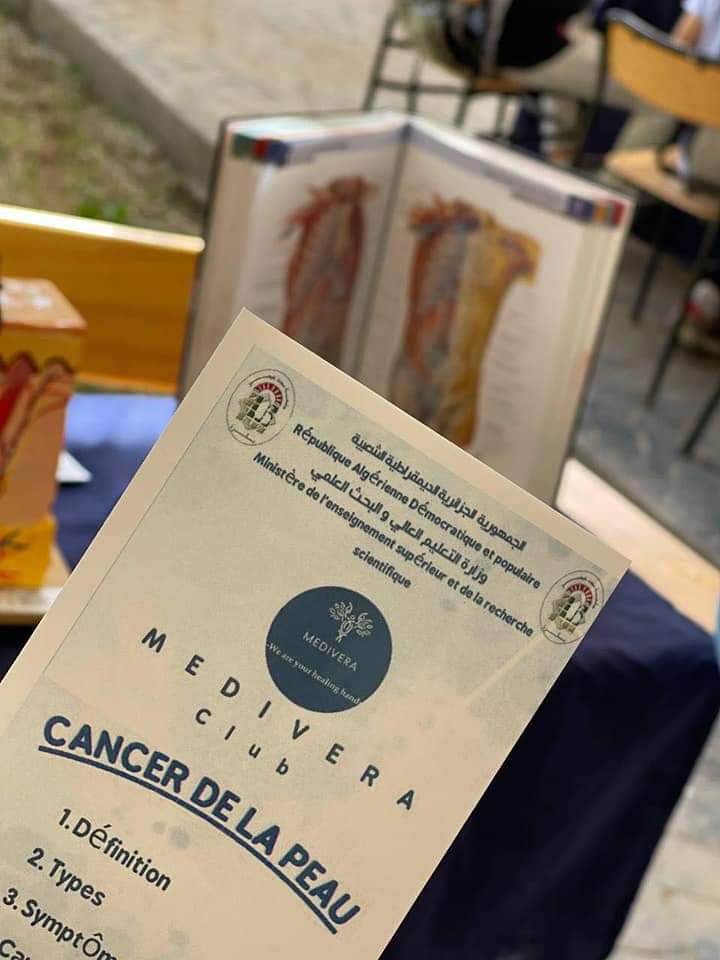 الجمهورية الجزائرية الديمقراطية الشعبية
République Algérienne Démocratique et populaire
وزارة التعليم العالي و البحث العلمي
Ministère de l'enseignement supérieur et de la recherche
scientifique
MEDIVERA
We are your healing hand
MEDIVERA
Club
CANCER DE LA PEAU
1.Définition
2.Types
3.Symptôm